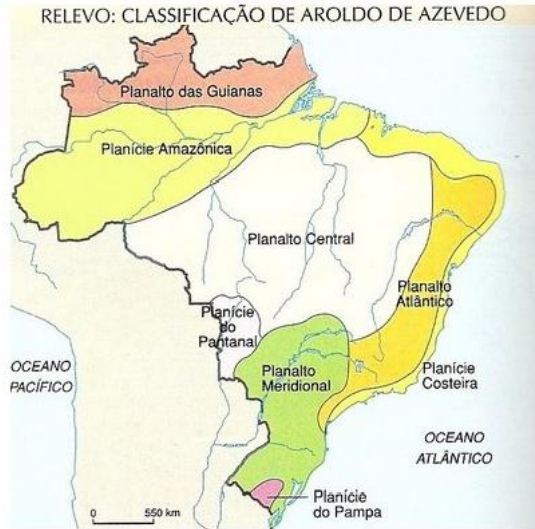 RELEVO: CLASSIFICAÇÃO DE AROLDO DE AZEVEDO
Planalto das Guianas
Planície Amazônica
Planalto Central
Planalto
Atlântico
Planície
do
Pantanal
OCEANO
PACÍFICO
Planalto
Meridional
Planície
Costeira
OCEANO
ATLÂNTICO
Planície
do Pampa
0 550 km